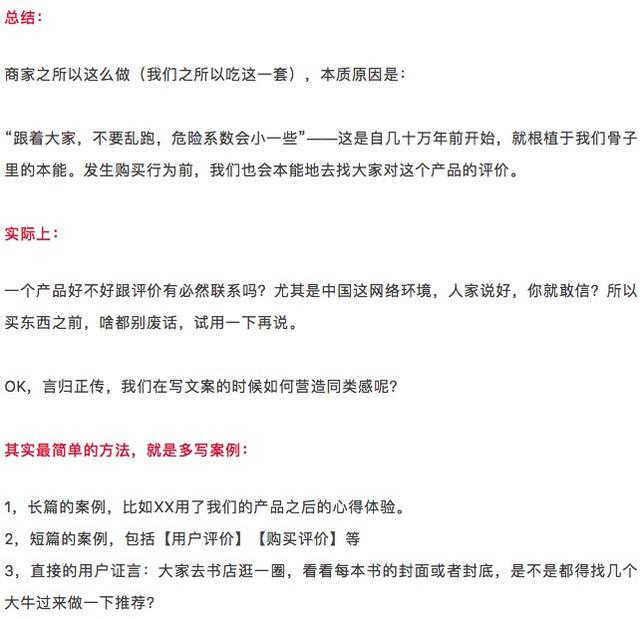 总结：
商家之所以这么做（我们之所以吃这一套），本质原因是：
“跟着大家，不要乱跑，危险系数会小一些”——这是自几十万年前开始，就根植于我们骨子
里的本能。发生购买行为前，我们也会本能地去找大家对这个产品的评价。
实际上：
一个产品好不好跟评价有必然联系吗？尤其是中国这网络环境，人家说好，你就敢信？所以
买东西之前，啥都别废话，试用一下再说。
OK，言归正传，我们在写文案的时候如何营造同类感呢？
其实最简单的方法，就是多写案例：
1，长篇的案例，比如XX用了我们的产品之后的心得体验。
2，短篇的案例，包括【用户评价】【购买评价】等
3，直接的用户证言：大家去书店逛一圈，看看每本书的封面或者封底，是不是都得找几个
大牛过来做一下推荐？